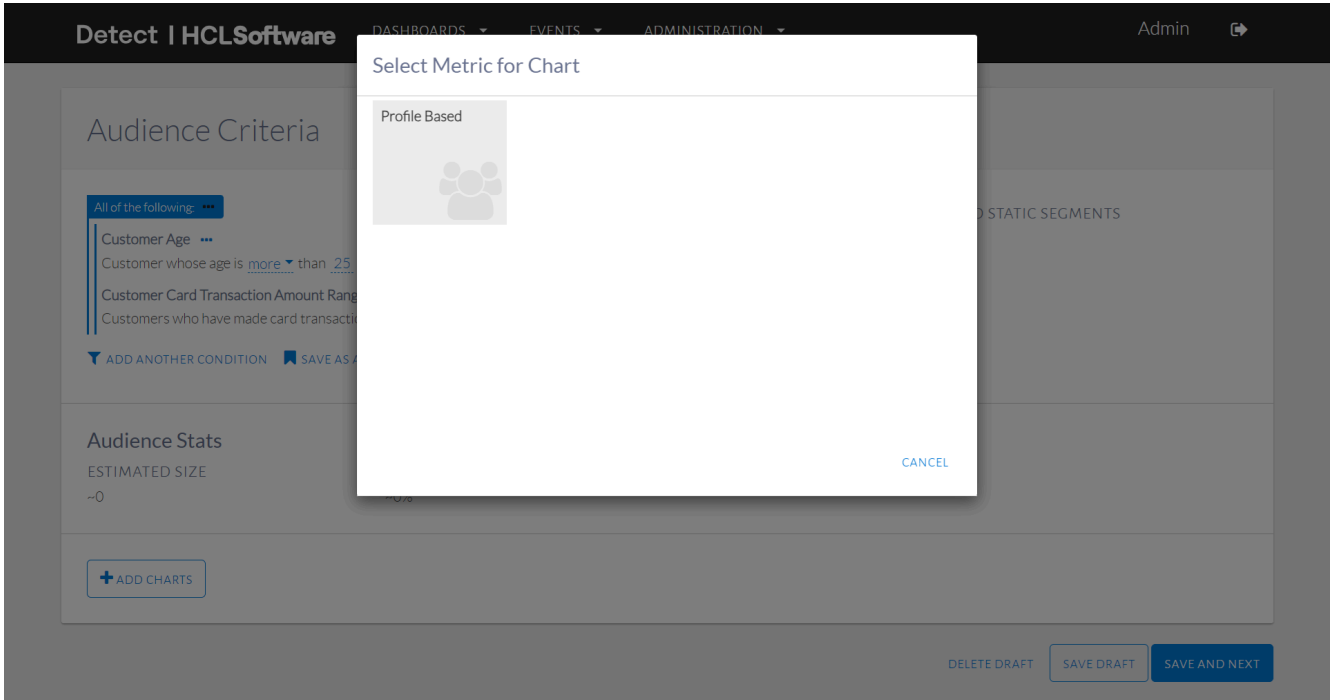 Detect | HCLSoftware
DASHBOARDS EVENTS ADMINISTRATION
Admin
Select Metric for Chart
Profile Based
CANCEL
Audience Criteria
All of the following:
Customer Age
Customer whose age is more than 25
Customer Card Transaction Amount Rang
Customers who have made card transacti
ADD ANOTHER CONDITION SAVE AS A
STATIC SEGMENTS
Audience Stats
ESTIMATED SIZE
~0
~0%
ADD CHARTS
DELETE DRAFT SAVE DRAFT SAVE AND NEXT